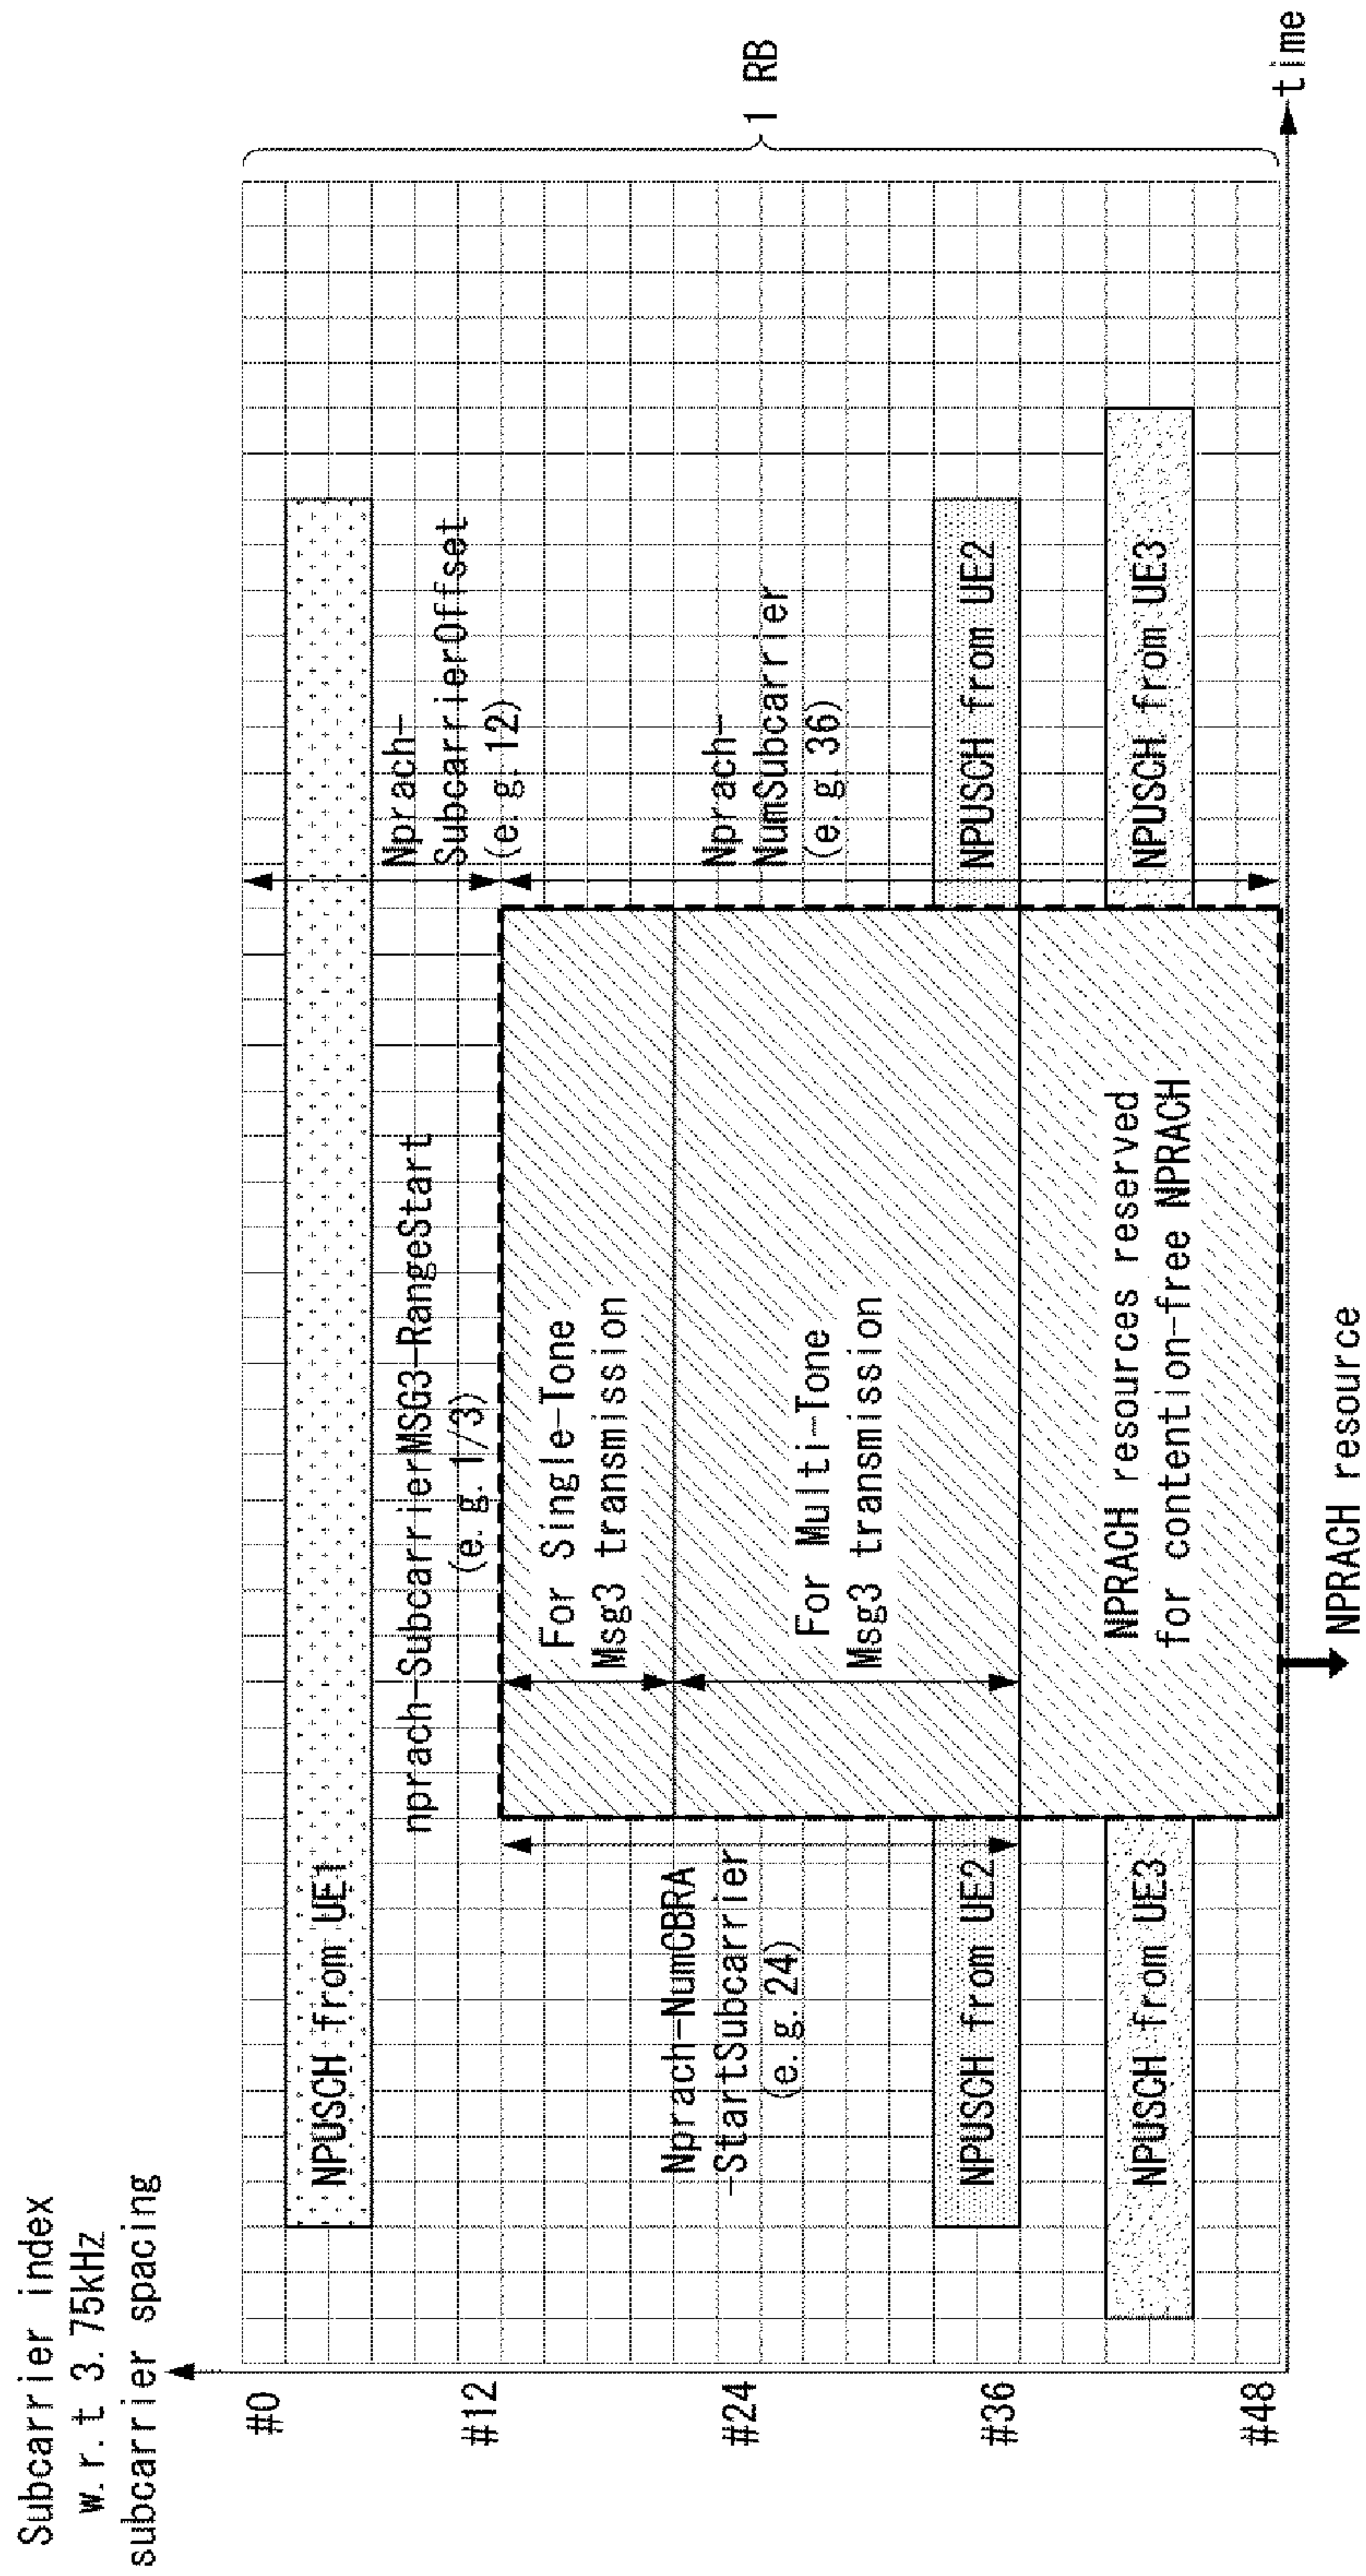 Subcarrier index
w.r.t 3.75kHz
subcarrier spacing
#0
#12
#24
#36
#48
1 RB
time
NPUSCH from UE1
nprach-SubcarrierMSG3-RangeStart
(e.g. 1/3)
Nprach-
SubcarrierOffset
(e.g. 12)
For Single-Tone
Msg3 transmission
Nprach-NumCBRA
-StartSubcarrier
(e.g. 24)
For Multi-Tone
Msg3 transmission
Nprach-
NumSubcarrier
(e.g. 36)
NPUSCH from UE2
NPUSCH from UE2
NPUSCH from UE3
NPRACH resources reserved
for contention-free NPRACH
NPUSCH from UE3
NPRACH resource